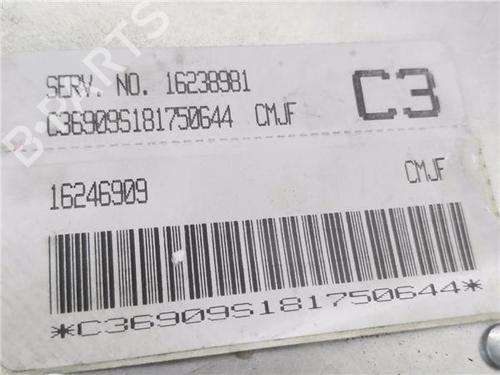 SERV. NO. 16238981
C3
C36909S181750644 CMJF
16246909
CMJF
*C36909S181750644*
B-PARTS